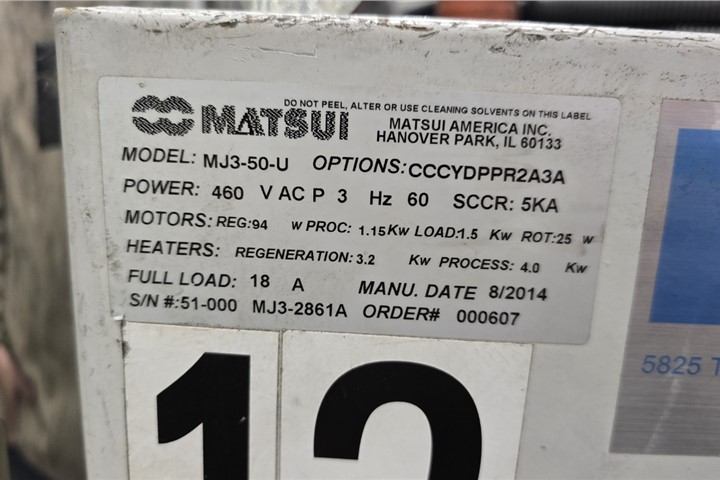 DO NOT PEEL, ALTER OR USE CLEANING SOLVENTS ON THIS LABEL
MATSUI
MATSUI AMERICA INC.
HANOVER PARK, IL 60133
MODEL: MJ3-50-U OPTIONS:CCCYDPPR2A3A
POWER: 460 V AC P 3 Hz 60 SCCR: 5KA
MOTORS: REG:94 W PROC: 1.15Kw LOAD:1.5 Kw ROT:25 W
HEATERS: REGENERATION:3.2 Kw PROCESS: 4.0 Kw
FULL LOAD: 18 A MANU. DATE 8/2014
S/N #:51-000 MJ3-2861A ORDER# 000607
12
5825 T